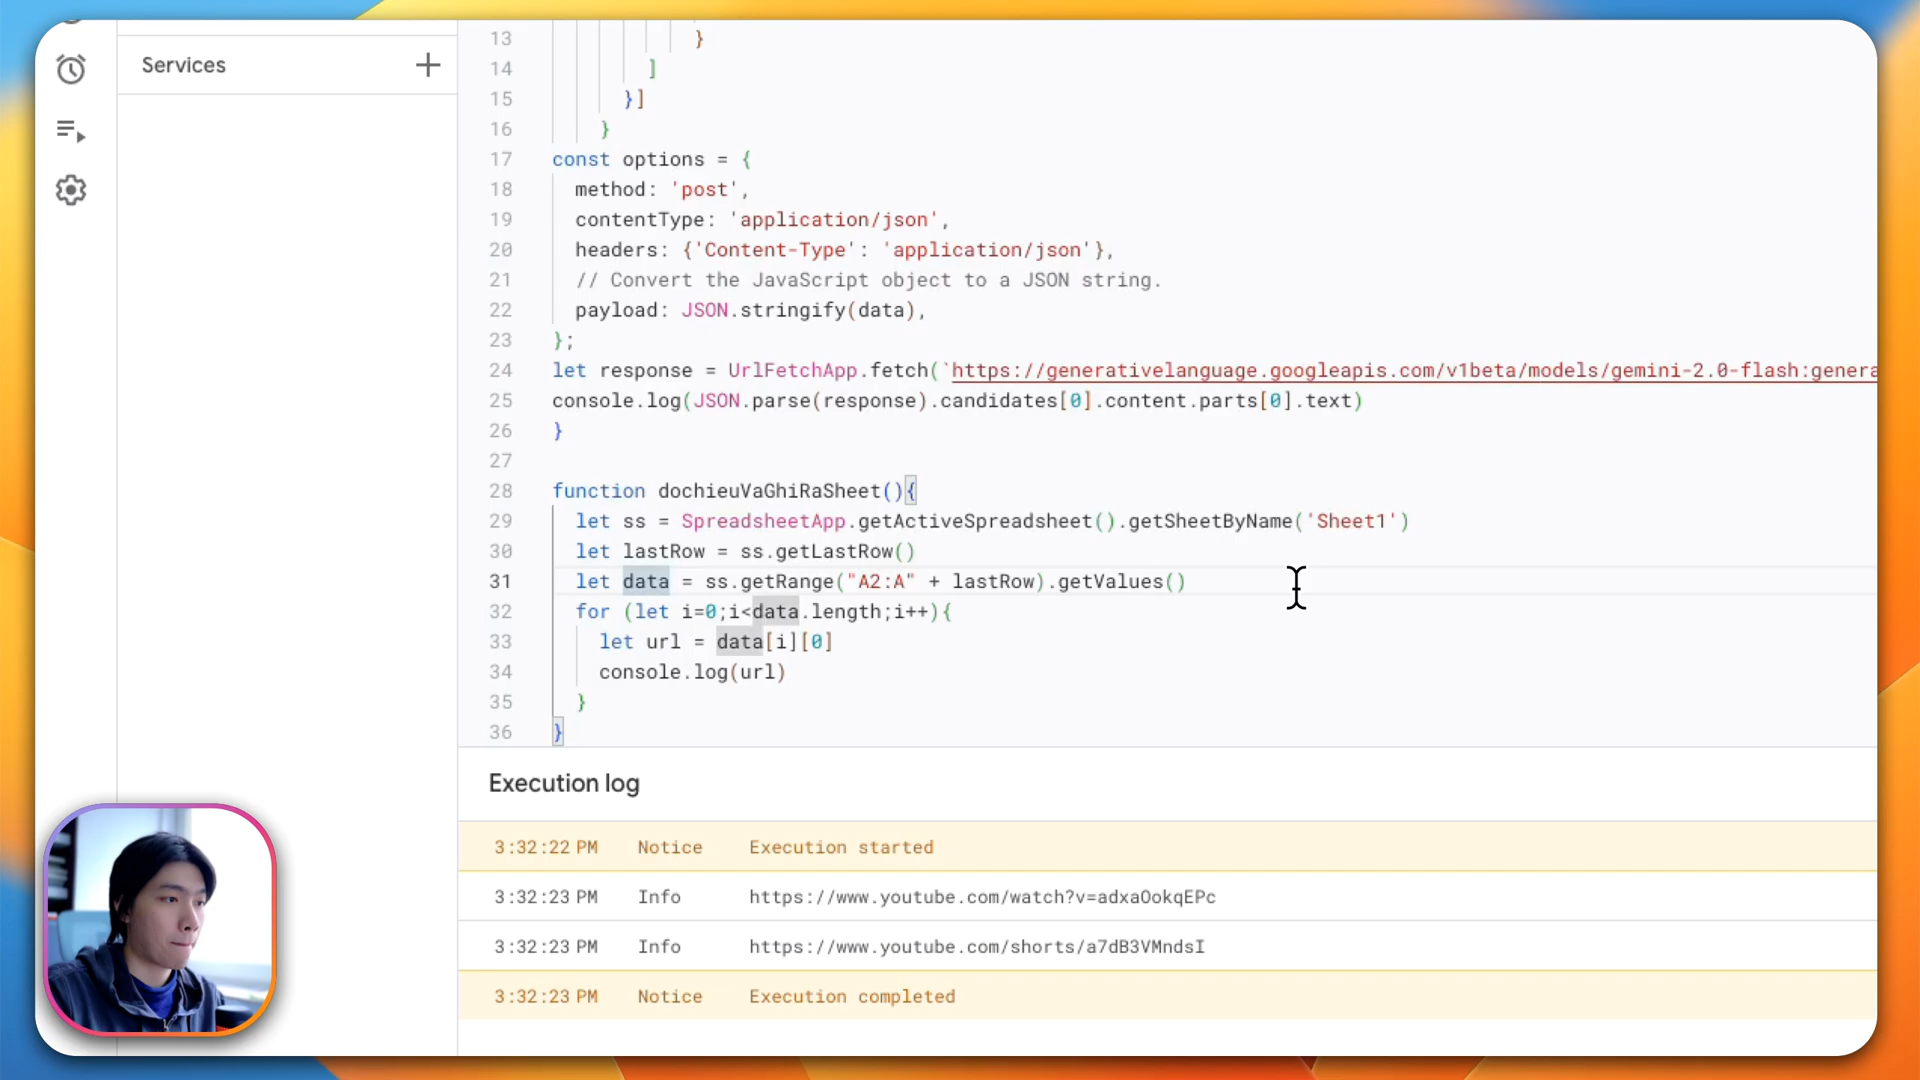 Services
13 }
14 ]
15 }]
16 }
17 const options = {
18 method: 'post',
19 contentType: 'application/json',
20 headers: {'Content-Type': 'application/json'},
21 // Convert the JavaScript object to a JSON string.
22 payload: JSON.stringify(data),
23 };
24 let response = UrlFetchApp.fetch(`https://generativelanguage.googleapis.com/v1beta/models/gemini-2.0-flash:genera
25 console.log(JSON.parse(response).candidates[0].content.parts[0].text)
26 }
27
28 function dochieuVaGhiRaSheet(){
29 let ss = SpreadsheetApp.getActiveSpreadsheet().getSheetByName('Sheet1')
30 let lastRow = ss.getLastRow()
31 let data = ss.getRange("A2:A" + lastRow).getValues()
32 for (let i=0;i<data.length;i++){
33 let url = data[i][0]
34 console.log(url)
35 }
36 }
Execution log
3:32:22 PM Notice Execution started
3:32:23 PM Info https://www.youtube.com/watch?v=adxaOokqEPc
3:32:23 PM Info https://www.youtube.com/shorts/a7dB3VMndsI
3:32:23 PM Notice Execution completed